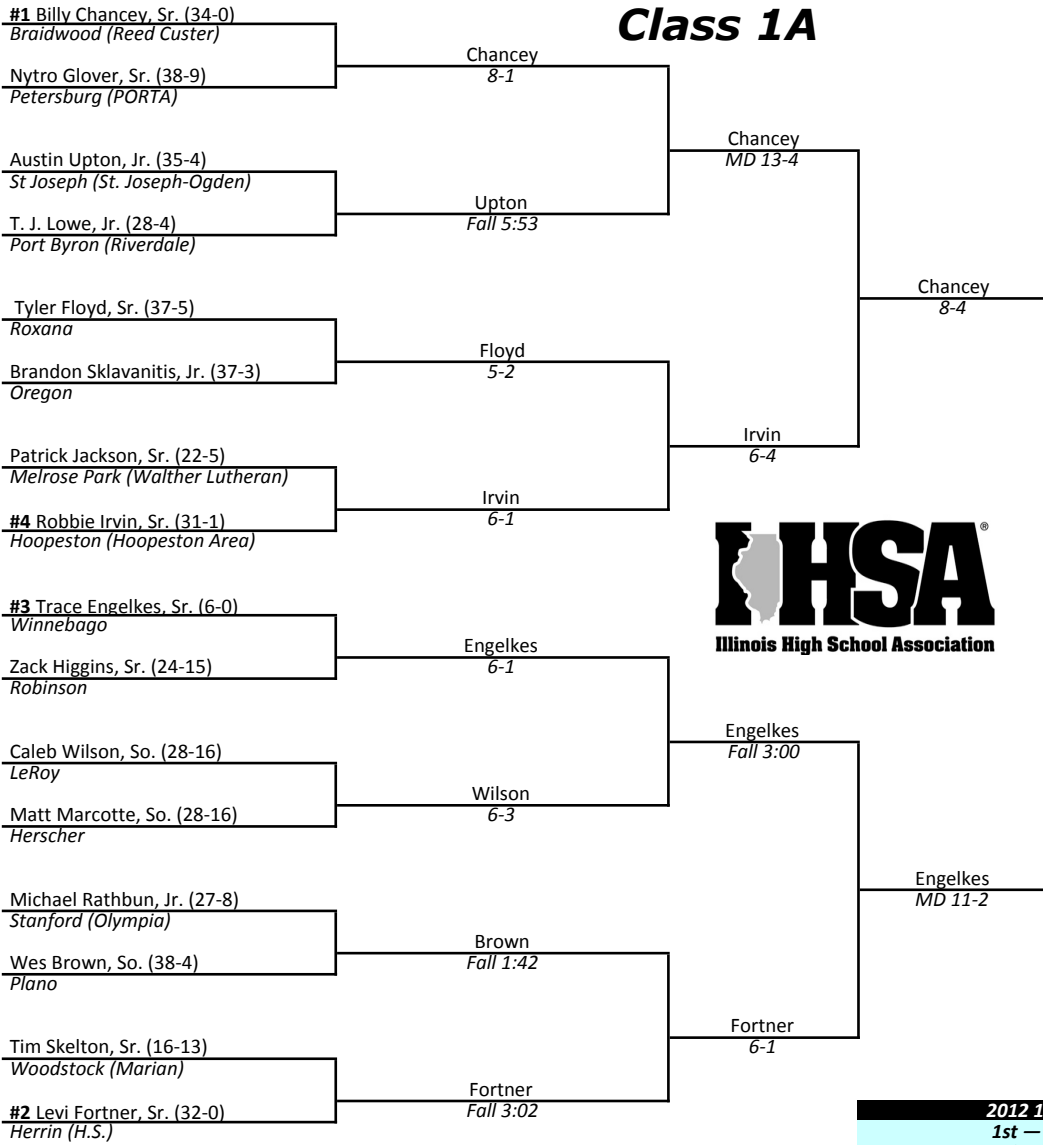 Class 1A
#1 Billy Chancey, Sr. (34-0)
Braidwood (Reed Custer)
Nytro Glover, Sr. (38-9)
Petersburg (PORTA)
Austin Upton, Jr. (35-4)
St Joseph (St. Joseph-Ogden)
T. J. Lowe, Jr. (28-4)
Port Byron (Riverdale)
Tyler Floyd, Sr. (37-5)
Roxana
Brandon Sklavanitis, Jr. (37-3)
Oregon
Patrick Jackson, Sr. (22-5)
Melrose Park (Walther Lutheran)
#4 Robbie Irvin, Sr. (31-1)
Hoopeston (Hoopeston Area)
#3 Trace Engelkes, Sr. (6-0)
Winnebago
Zack Higgins, Sr. (24-15)
Robinson
Caleb Wilson, So. (28-16)
LeRoy
Matt Marcotte, So. (28-16)
Herscher
Michael Rathbun, Jr. (27-8)
Stanford (Olympia)
Wes Brown, So. (38-4)
Plano
Tim Skelton, Sr. (16-13)
Woodstock (Marian)
#2 Levi Fortner, Sr. (32-0)
Herrin (H.S.)
Chancey
8-1
Upton
Fall 5:53
Floyd
5-2
Irvin
6-1
Engelkes
6-1
Wilson
6-3
Brown
Fall 1:42
Fortner
Fall 3:02
Chancey
MD 13-4
Irvin
6-4
Engelkes
Fall 3:00
Fortner
6-1
Chancey
8-4
Engelkes
MD 11-2
IHSA®
Illinois High School Association
2012 1
1st —